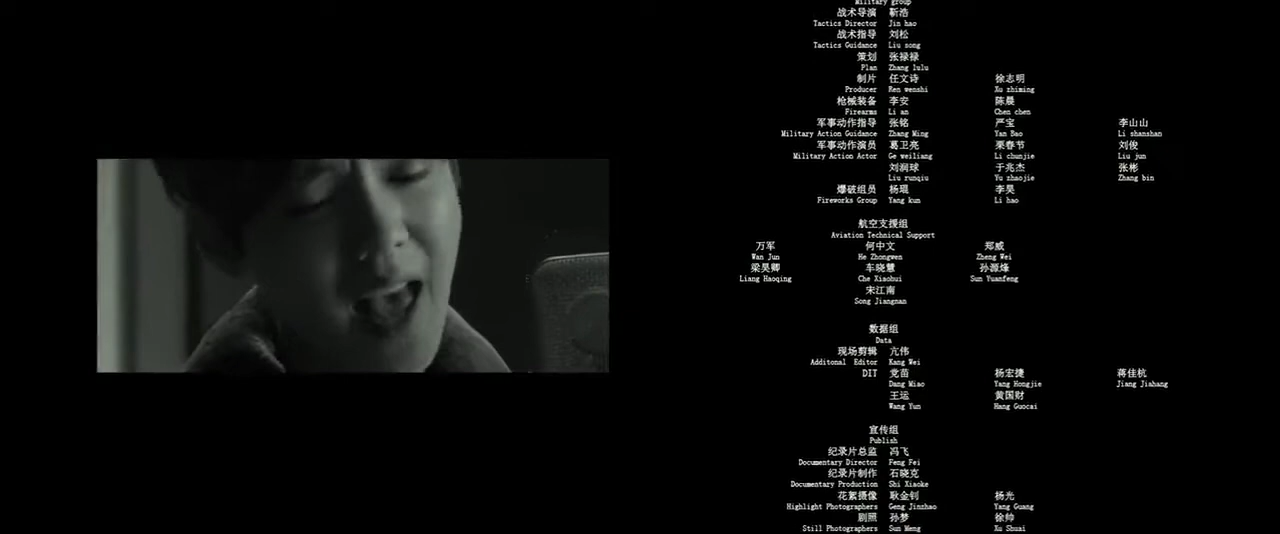 Military group
战术导演 靳浩
Tactics Director Jin hao
战术指导 刘松
Tactics Guidance Liu song
策划 张禄禄
Plan Zhang lulu
制片 任文诗 徐志明
Producer Ren wenshi Xu zhiming
枪械装备 李安 陈晨
Firearms Li an Chen chen
军事动作指导 张铭 严宝 李山山
Military Action Guidance Zhang Ming Yan Bao Li shanshan
军事动作演员 葛卫亮 栗春节 刘俊
Military Action Actor Ge weiliang Li chunjie Liu jun
刘润球 于兆杰 张彬
Liu runqiu Yu zhaojie Zhang bin
爆破组员 杨琨 李昊
Fireworks Group Yang kun Li hao
航空支援组
Aviation Technical Support
万军 何中文 郑威
Wan Jun He Zhongwen Zheng Wei
梁昊卿 车晓慧 孙源烽
Liang Haoqing Che Xiaohui Sun Yuanfeng
宋江南
Song Jiangnan
数据组
Data
现场剪辑 亢伟
Additonal Editor Kang Wei
DIT 党苗 杨宏捷 蒋佳杭
Dang Miao Yang Hongjie Jiang Jiahang
王运 黄国财
Wang Yun Hang Guocai
宣传组
Publish
纪录片总监 冯飞
Documentary Director Feng Fei
纪录片制作 石晓克
Documentary Production Shi Xiaoke
花絮摄像 耿金钊 杨光
Highlight Photographers Geng Jinzhao Yang Guang
剧照 孙梦 徐帅
Still Photographers Sun Meng Xu Shuai